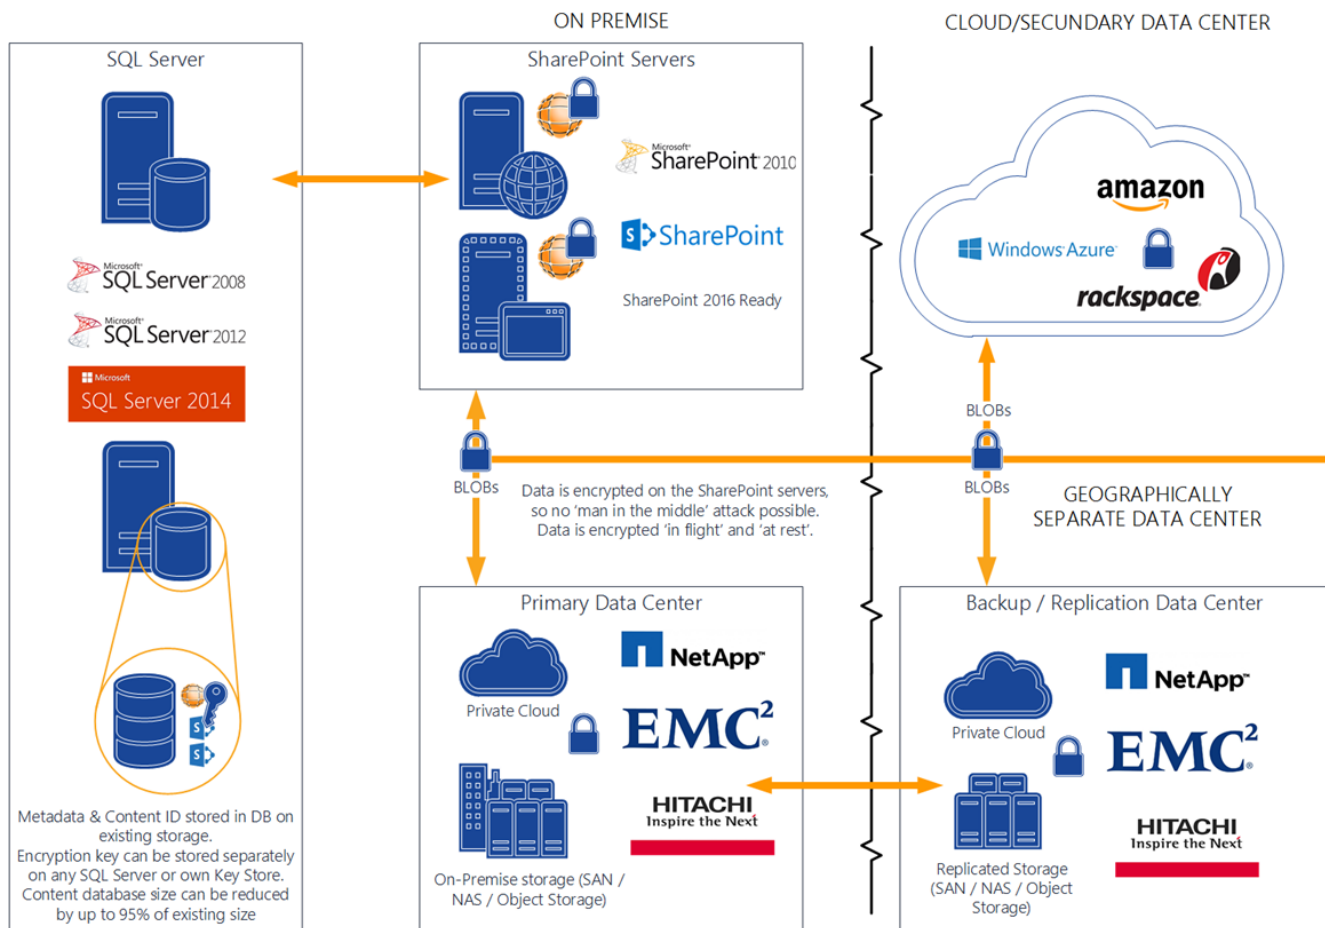 ON PREMISE
CLOUD/SECUNDARY DATA CENTER
SQL Server
Microsoft®
SQL Server® 2008
Microsoft®
SQL Server® 2012
Microsoft
SQL Server 2014
Metadata & Content ID stored in DB on
existing storage.
Encryption key can be stored separately
on any SQL Server or own Key Store.
Content database size can be reduced
by up to 95% of existing size
SharePoint Servers
Microsoft®
SharePoint® 2010
S
SharePoint
SharePoint 2016 Ready
amazon
Windows Azure™
rackspace®
BLOBs
BLOBs
BLOBs
Data is encrypted on the SharePoint servers,
so no ‘man in the middle’ attack possible.
Data is encrypted ‘in flight’ and ‘at rest’.
GEOGRAPHICALLY
SEPARATE DATA CENTER
S
S
Primary Data Center
NetApp™
Private Cloud
EMC²®
HITACHI
Inspire the Next
On-Premise storage (SAN /
NAS / Object Storage)
Backup / Replication Data Center
NetApp™
Private Cloud
EMC²®
HITACHI
Inspire the Next
Replicated Storage
(SAN / NAS / Object
Storage)